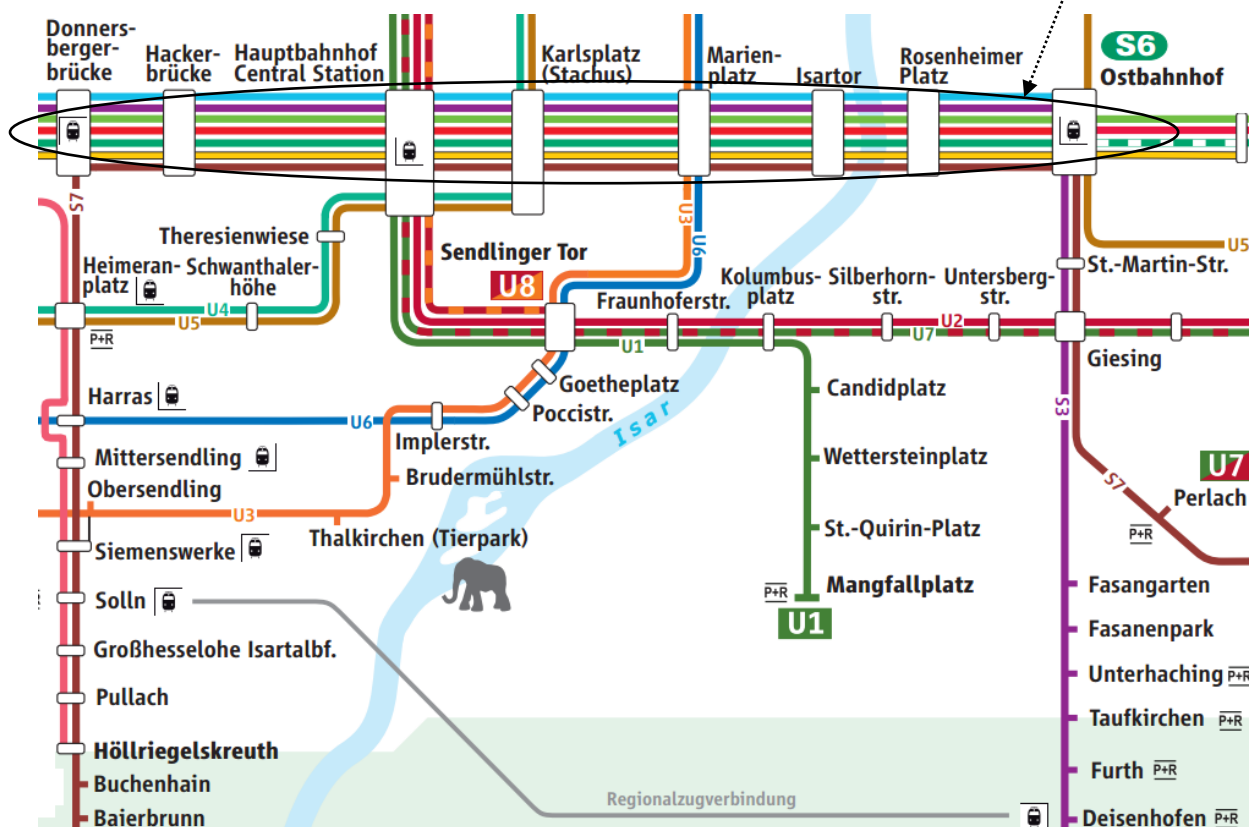 Donners-
berger-
brücke
Hacker-
brücke
Hauptbahnhof
Central Station
Karlsplatz
(Stachus)
Marien-
platz
Isartor
Rosenheimer
Platz
S6
Ostbahnhof
S7
U3
U6
Theresienwiese
Sendlinger Tor
U8
U5
St.-Martin-Str.
Heimeran-
platz
Schwanthaler-
höhe
U4
U5
P+R
Fraunhoferstr.
Kolumbus-
platz
Silberhorn-
str.
Untersberg-
str.
U2
U7
U1
Giesing
Harras
U6
Goetheplatz
Poccistr.
Implerstr.
Isar
Candidplatz
S3
Mittersendling
Obersendling
Brudermühlstr.
Wettersteinplatz
S7
U7
Perlach
P+R
U3
Thalkirchen (Tierpark)
St.-Quirin-Platz
Siemenswerke
Solln
P+R
Mangfallplatz
U1
Fasangarten
Großhesselohe Isartalbf.
Fasanenpark
Pullach
Unterhaching P+R
Taufkirchen P+R
Höllriegelskreuth
Buchenhain
Furth P+R
Baierbrunn
Regionalzugverbindung
Deisenhofen P+R